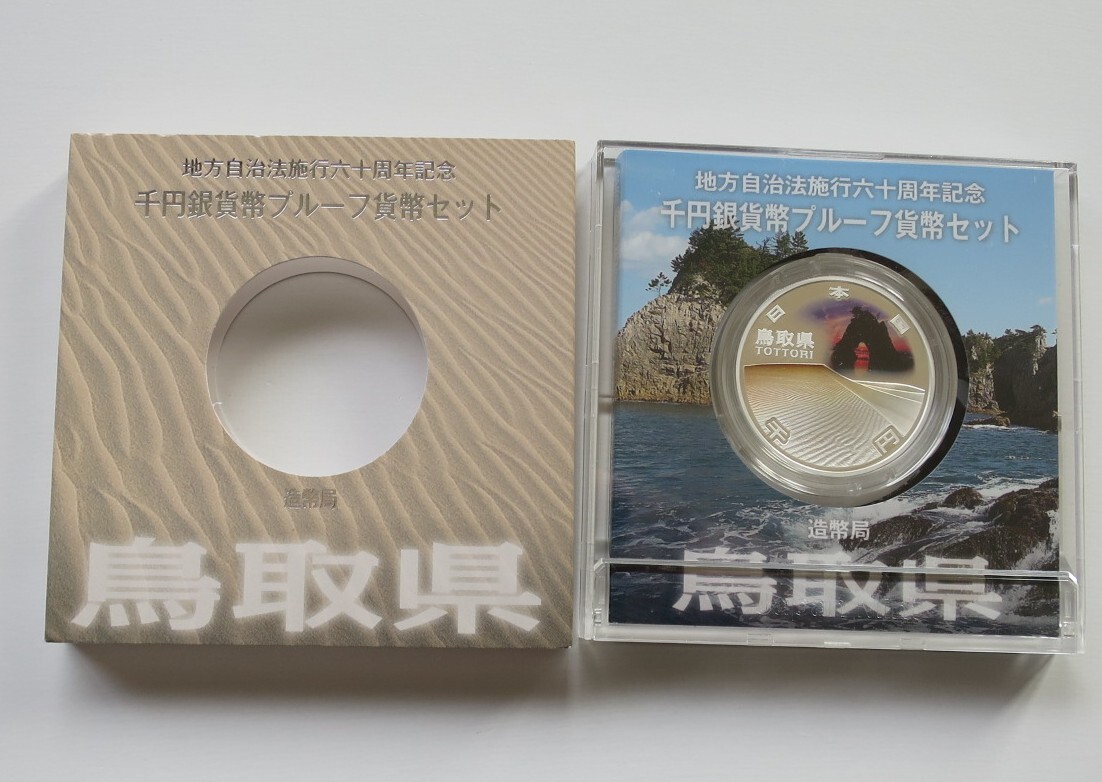 地方自治法施行六十周年記念
千円銀貨幣プルーフ貨幣セット
造幣局
鳥取県
地方自治法施行六十周年記念
千円銀貨幣プルーフ貨幣セット
日本国
鳥取県
TOTTORI
千円
造幣局
鳥取県